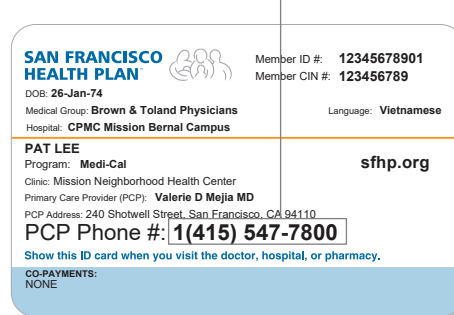 SAN FRANCISCO
HEALTH PLAN
Member ID #: 12345678901
Member CIN #: 123456789
DOB: 26-Jan-74
Medical Group: Brown & Toland Physicians
Language: Vietnamese
Hospital: CPMC Mission Bernal Campus
PAT LEE
Program: Medi-Cal
sfhp.org
Clinic: Mission Neighborhood Health Center
Primary Care Provider (PCP): Valerie D Mejia MD
PCP Address: 240 Shotwell Street, San Francisco, CA 94110
PCP Phone #: 1(415) 547-7800
Show this ID card when you visit the doctor, hospital, or pharmacy.
CO-PAYMENTS:
NONE